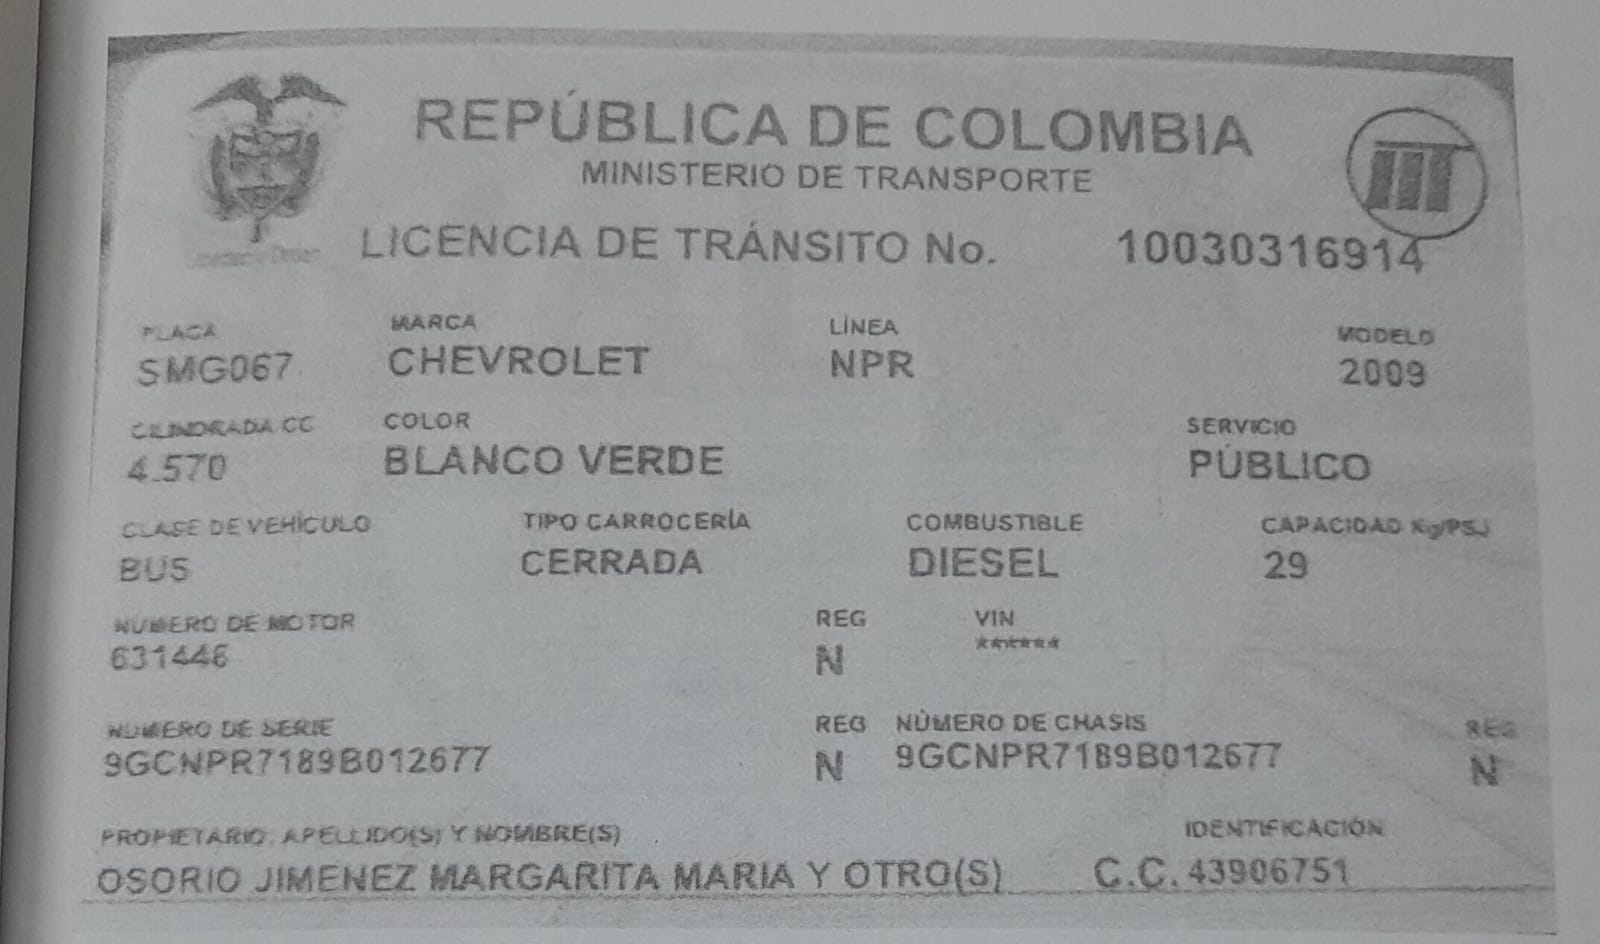 REPÚBLICA DE COLOMBIA
MINISTERIO DE TRANSPORTE
LICENCIA DE TRÁNSITO No. 10030316914
PLACA MARCA LÍNEA MODELO
SMG067 CHEVROLET NPR 2009
CILINDRADA CC COLOR SERVICIO
4.570 BLANCO VERDE PÚBLICO
CLASE DE VEHÍCULO TIPO CARROCERÍA COMBUSTIBLE CAPACIDAD Kg/PSJ
BUS CERRADA DIESEL 29
NÚMERO DE MOTOR REG VIN
631446 N ******
NÚMERO DE SERIE REG NÚMERO DE CHASIS REG
9GCNPR7189B012677 N 9GCNPR71B9B012677 N
PROPIETARIO. APELLIDO(S) Y NOMBRE(S) IDENTIFICACIÓN
OSORIO JIMENEZ MARGARITA MARIA Y OTRO(S) C.C. 43906751